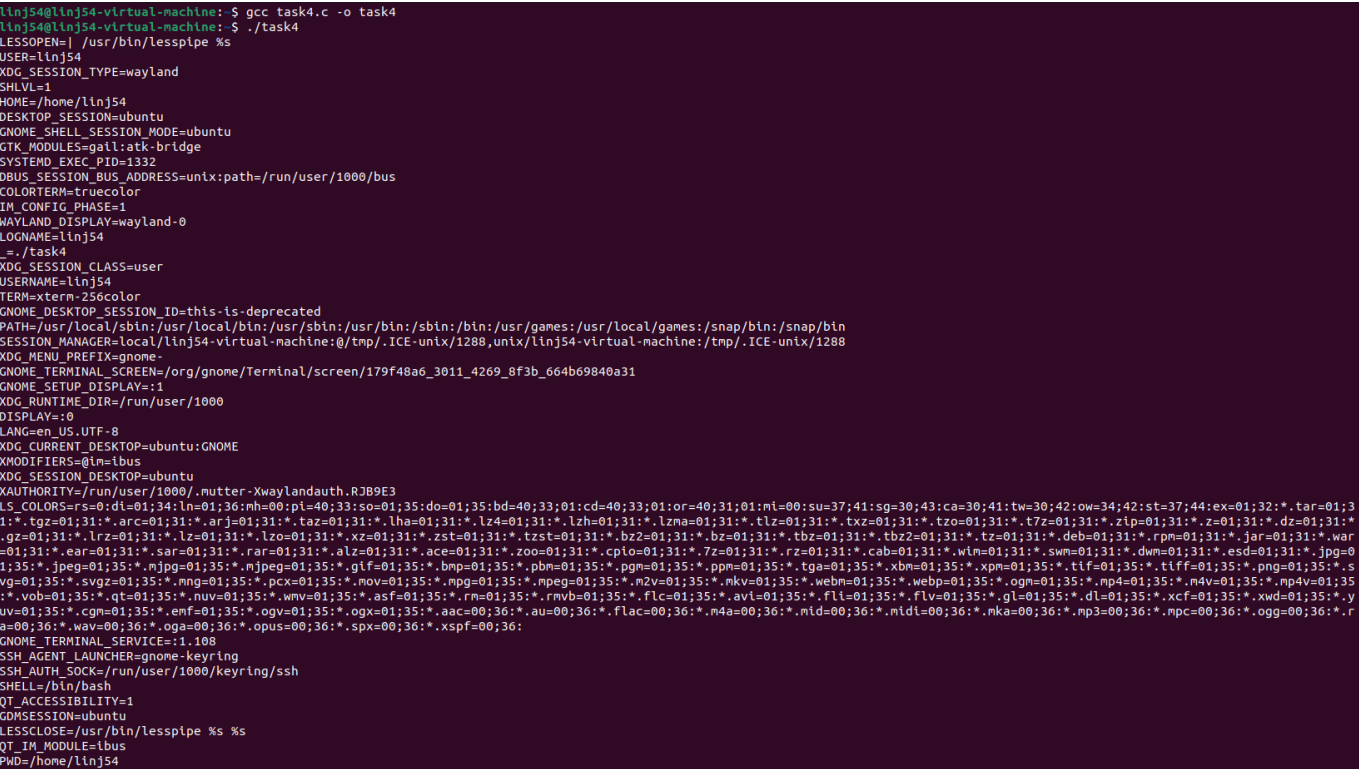 linj54@linj54-virtual-machine:~$ gcc task4.c -o task4
linj54@linj54-virtual-machine:~$ ./task4
LESSOPEN=| /usr/bin/lesspipe %s
USER=linj54
XDG_SESSION_TYPE=wayland
SHLVL=1
HOME=/home/linj54
DESKTOP_SESSION=ubuntu
GNOME_SHELL_SESSION_MODE=ubuntu
GTK_MODULES=gail:atk-bridge
SYSTEMD_EXEC_PID=1332
DBUS_SESSION_BUS_ADDRESS=unix:path=/run/user/1000/bus
COLORTERM=truecolor
IM_CONFIG_PHASE=1
WAYLAND_DISPLAY=wayland-0
LOGNAME=linj54
_=./task4
XDG_SESSION_CLASS=user
USERNAME=linj54
TERM=xterm-256color
GNOME_DESKTOP_SESSION_ID=this-is-deprecated
PATH=/usr/local/sbin:/usr/local/bin:/usr/sbin:/usr/bin:/sbin:/bin:/usr/games:/usr/local/games:/snap/bin:/snap/bin
SESSION_MANAGER=local/linj54-virtual-machine:@/tmp/.ICE-unix/1288,unix/linj54-virtual-machine:/tmp/.ICE-unix/1288
XDG_MENU_PREFIX=gnome-
GNOME_TERMINAL_SCREEN=/org/gnome/Terminal/screen/179f48a6_3011_4269_8f3b_664b69840a31
GNOME_SETUP_DISPLAY=:1
XDG_RUNTIME_DIR=/run/user/1000
DISPLAY=:0
LANG=en_US.UTF-8
XDG_CURRENT_DESKTOP=ubuntu:GNOME
XMODIFIERS=@im=ibus
XDG_SESSION_DESKTOP=ubuntu
XAUTHORITY=/run/user/1000/.mutter-Xwaylandauth.RJB9E3
LS_COLORS=rs=0:di=01;34:ln=01;36:mh=00:pi=40;33:so=01;35:do=01;35:bd=40;33;01:cd=40;33;01:or=40;31;01:mi=00:su=37;41:sg=30;43:ca=30;41:tw=30;42:ow=34;42:st=37;44:ex=01;32:*.tar=01;3
1:*.tgz=01;31:*.arc=01;31:*.arj=01;31:*.taz=01;31:*.lha=01;31:*.lz4=01;31:*.lzh=01;31:*.lzma=01;31:*.tlz=01;31:*.txz=01;31:*.tzo=01;31:*.t7z=01;31:*.zip=01;31:*.z=01;31:*.dz=01;31:*
.gz=01;31:*.lrz=01;31:*.lz=01;31:*.lzo=01;31:*.xz=01;31:*.zst=01;31:*.tzst=01;31:*.bz2=01;31:*.bz=01;31:*.tbz=01;31:*.tbz2=01;31:*.tz=01;31:*.deb=01;31:*.rpm=01;31:*.jar=01;31:*.war
=01;31:*.ear=01;31:*.sar=01;31:*.rar=01;31:*.alz=01;31:*.ace=01;31:*.zoo=01;31:*.cpio=01;31:*.7z=01;31:*.rz=01;31:*.cab=01;31:*.wim=01;31:*.swm=01;31:*.dwm=01;31:*.esd=01;31:*.jpg=0
1;35:*.jpeg=01;35:*.mjpg=01;35:*.mjpeg=01;35:*.gif=01;35:*.bmp=01;35:*.pbm=01;35:*.pgm=01;35:*.ppm=01;35:*.tga=01;35:*.xbm=01;35:*.xpm=01;35:*.tif=01;35:*.tiff=01;35:*.png=01;35:*.s
vg=01;35:*.svgz=01;35:*.mng=01;35:*.pcx=01;35:*.mov=01;35:*.mpg=01;35:*.mpeg=01;35:*.m2v=01;35:*.mkv=01;35:*.webm=01;35:*.webp=01;35:*.ogm=01;35:*.mp4=01;35:*.m4v=01;35:*.mp4v=01;35
:*.vob=01;35:*.qt=01;35:*.nuv=01;35:*.wmv=01;35:*.asf=01;35:*.rm=01;35:*.rmvb=01;35:*.flc=01;35:*.avi=01;35:*.fli=01;35:*.flv=01;35:*.gl=01;35:*.dl=01;35:*.xcf=01;35:*.xwd=01;35:*.y
uv=01;35:*.cgm=01;35:*.emf=01;35:*.ogv=01;35:*.ogx=01;35:*.aac=00;36:*.au=00;36:*.flac=00;36:*.m4a=00;36:*.mid=00;36:*.midi=00;36:*.mka=00;36:*.mp3=00;36:*.mpc=00;36:*.ogg=00;36:*.r
a=00;36:*.wav=00;36:*.oga=00;36:*.opus=00;36:*.spx=00;36:*.xspf=00;36:
GNOME_TERMINAL_SERVICE=:1.108
SSH_AGENT_LAUNCHER=gnome-keyring
SSH_AUTH_SOCK=/run/user/1000/keyring/ssh
SHELL=/bin/bash
QT_ACCESSIBILITY=1
GDMSESSION=ubuntu
LESSCLOSE=/usr/bin/lesspipe %s %s
QT_IM_MODULE=ibus
PWD=/home/linj54